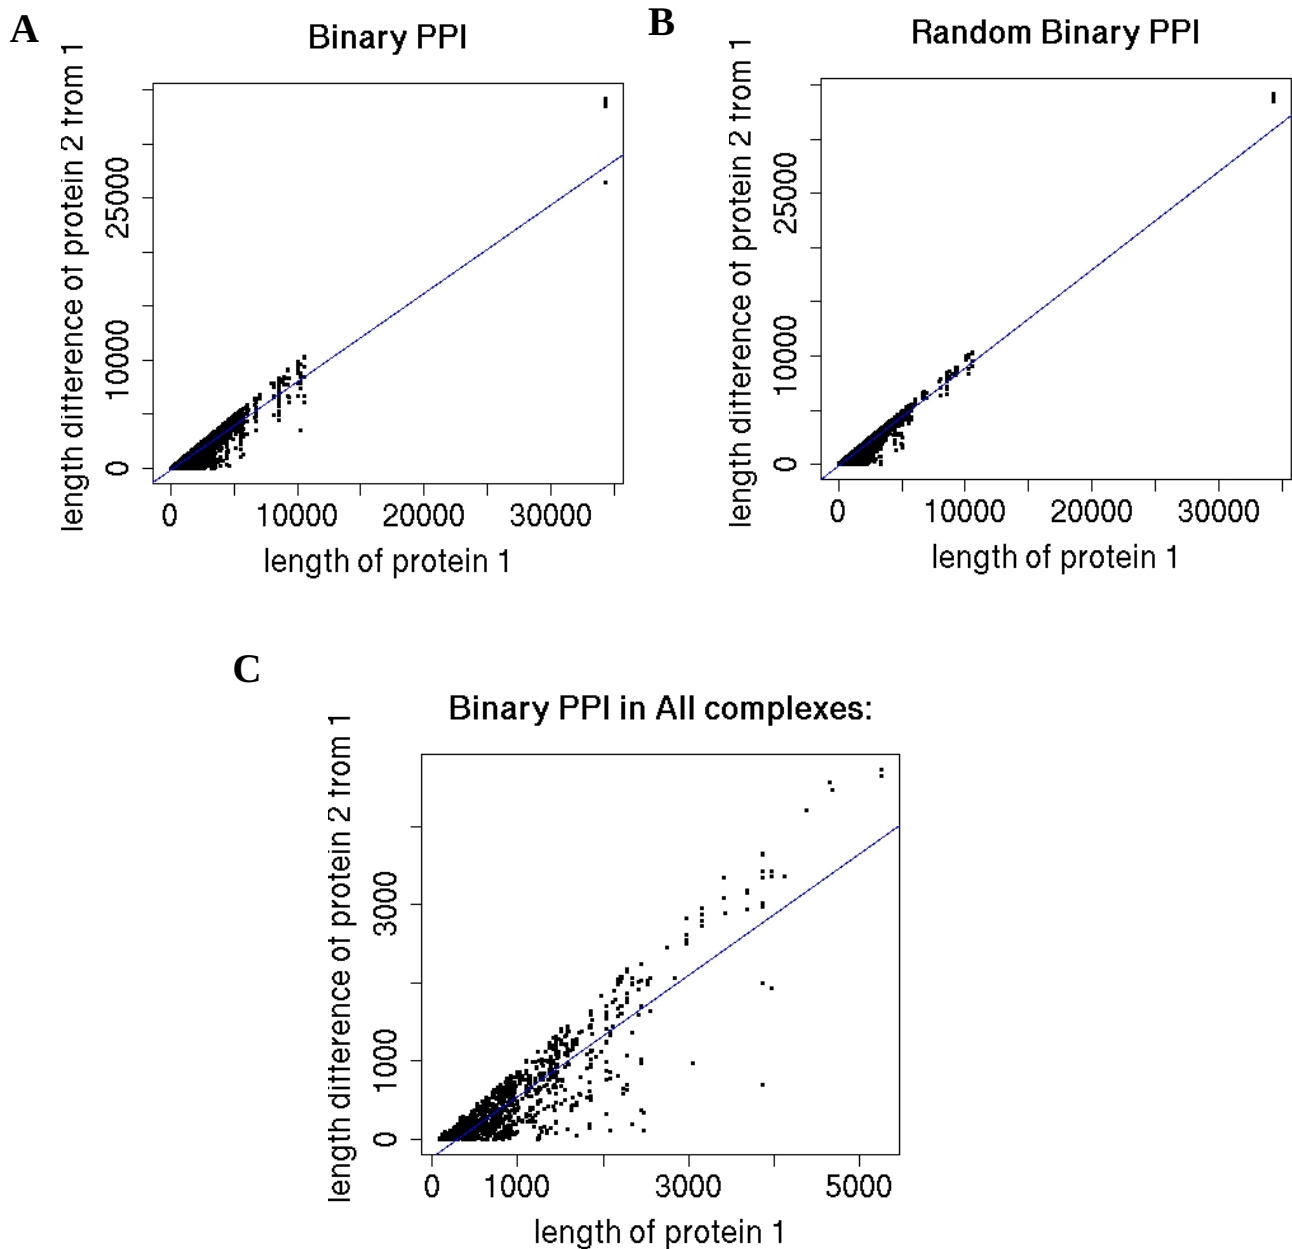 A
Binary PPI
length difference of protein 2 from 1
25000
10000
0
0 10000 20000 30000
length of protein 1
B
Random Binary PPI
length difference of protein 2 from 1
25000
10000
0
0 10000 20000 30000
length of protein 1
C
Binary PPI in All complexes:
length difference of protein 2 from 1
3000
1000
0
0 1000 3000 5000
length of protein 1